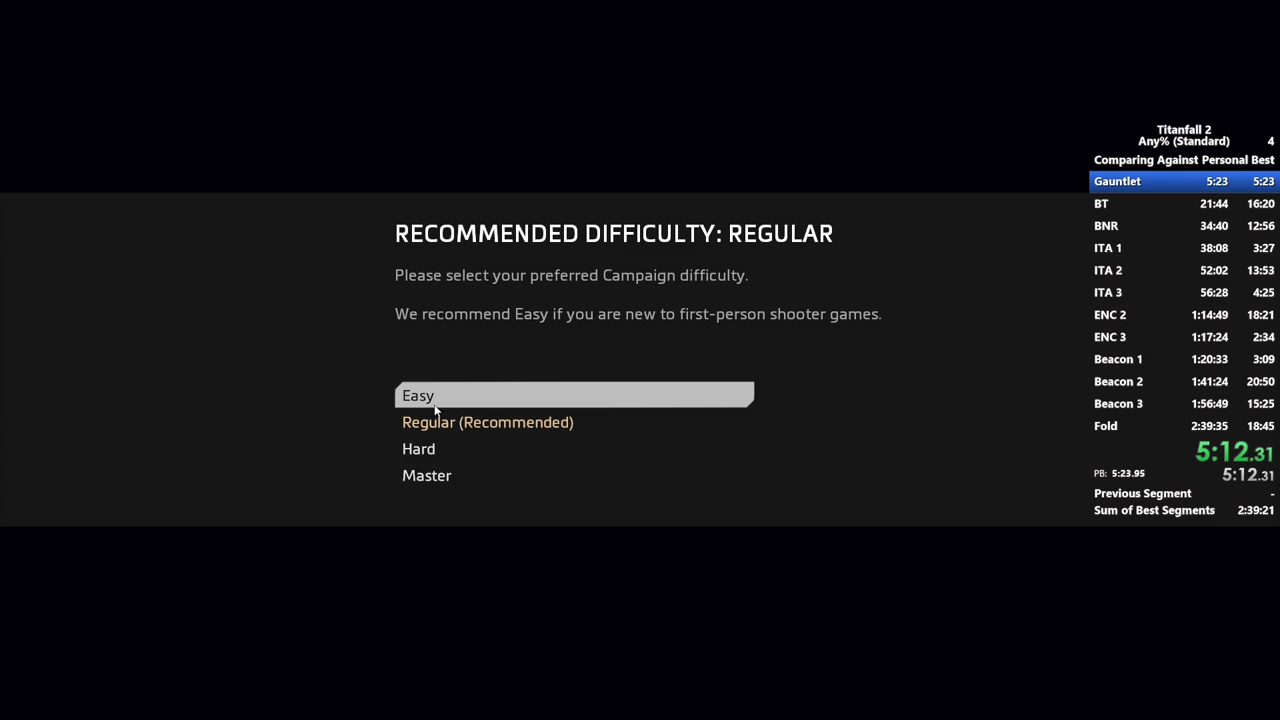 RECOMMENDED DIFFICULTY: REGULAR
Please select your preferred Campaign difficulty.
We recommend Easy if you are new to first-person shooter games.
Easy
Regular (Recommended)
Hard
Master
Titanfall 2
Any% (Standard) 4
Comparing Against Personal Best
Gauntlet 5:23 5:23
BT 21:44 16:20
BNR 34:40 12:56
ITA 1 38:08 3:27
ITA 2 52:02 13:53
ITA 3 56:28 4:25
ENC 2 1:14:49 18:21
ENC 3 1:17:24 2:34
Beacon 1 1:20:33 3:09
Beacon 2 1:41:24 20:50
Beacon 3 1:56:49 15:25
Fold 2:39:35 18:45
5:12.31
PB: 5:23.95 5:12.31
Previous Segment -
Sum of Best Segments 2:39:21